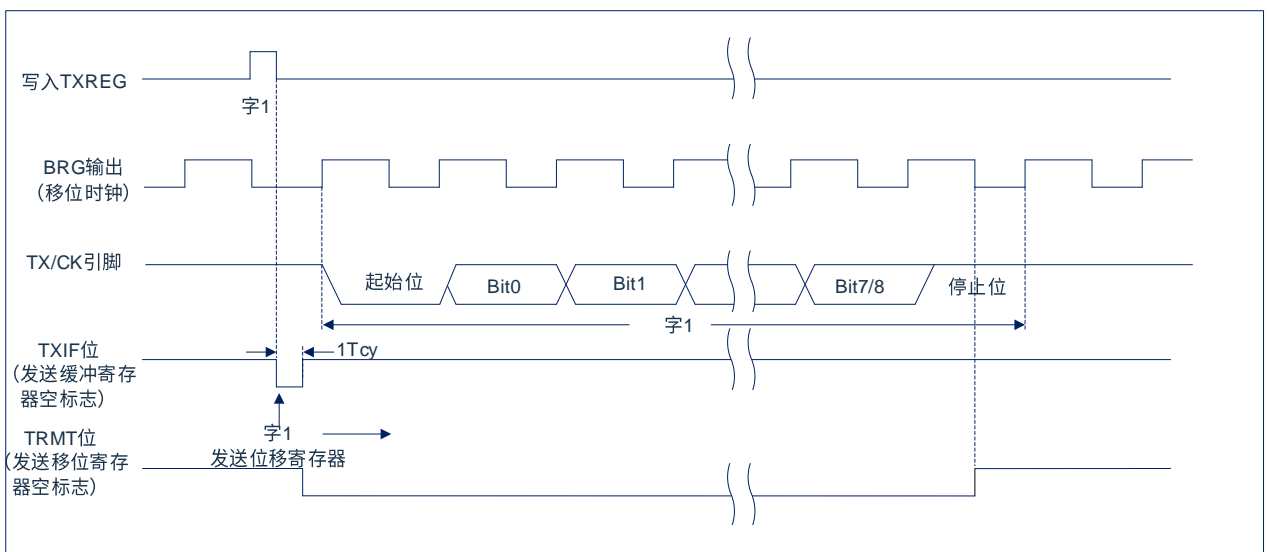 写入TXREG
字1
BRG输出
（移位时钟）
TX/CK引脚
起始位
Bit0
Bit1
Bit7/8
停止位
字1
TXIF位
（发送缓冲寄存
器空标志）
1Tcy
字1
发送位移寄存器
TRMT位
（发送移位寄存
器空标志）